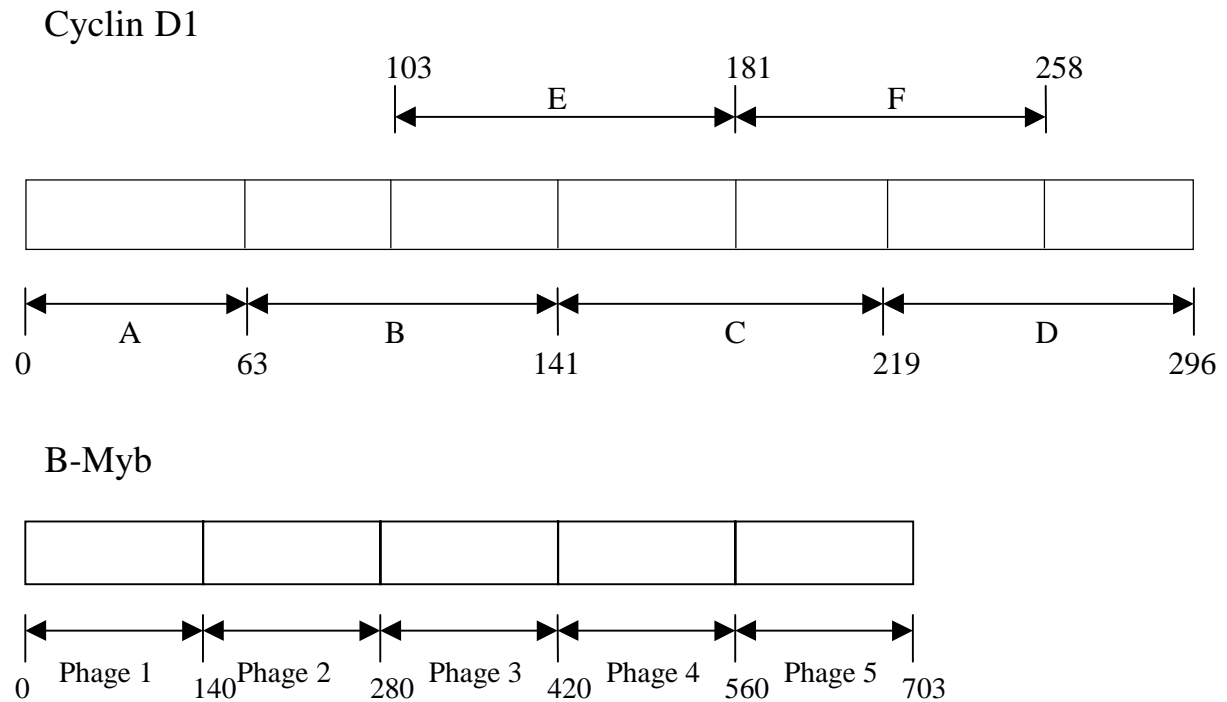 Cyclin D1
103 181 258
E F
A B C D
0 63 141 219 296
B-Myb
Phage 1 Phage 2 Phage 3 Phage 4 Phage 5
0 140 280 420 560 703